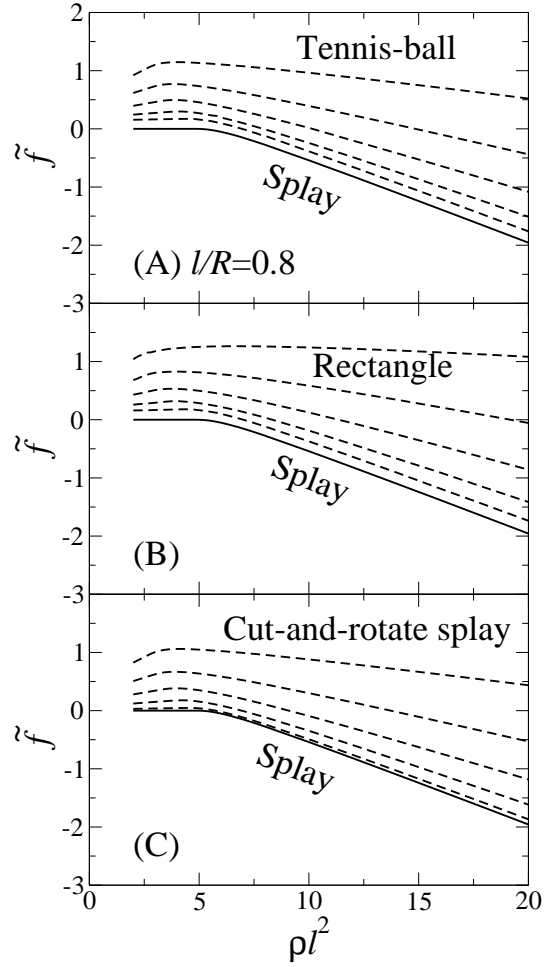 2
1
0
-1
-2
-3
f̃
Tennis-ball
Splay
(A) l/R=0.8
1
0
-1
-2
-3
f̃
Rectangle
Splay
(B)
1
0
-1
-2
-3
f̃
Cut-and-rotate splay
Splay
(C)
0 5 10 15 20
ρl²